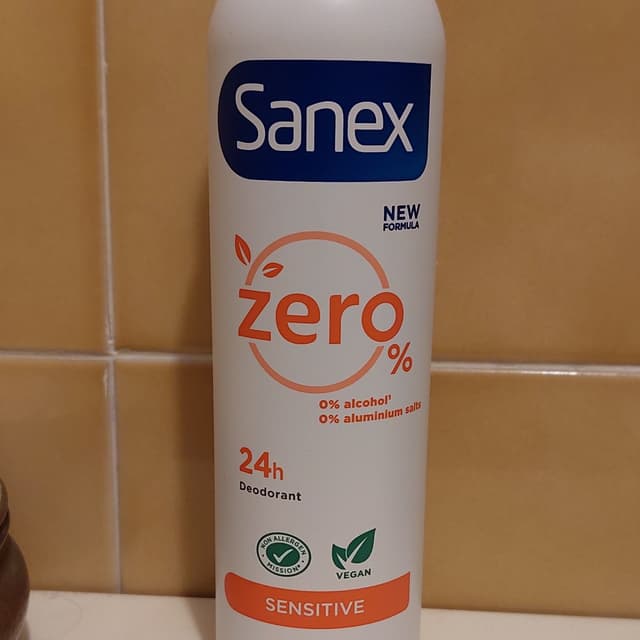 Sanex
NEW
FORMULA
zero
%
0% alcohol¹
0% aluminium salts
24h
Deodorant
NON ALLERGEN
MISSION*
VEGAN
SENSITIVE